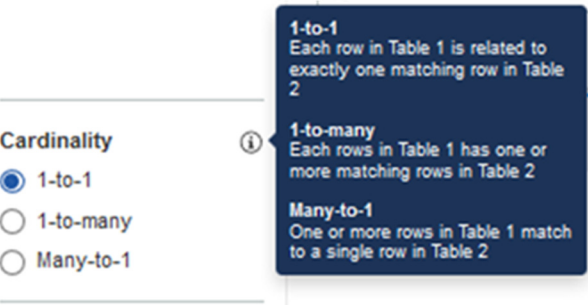 1-to-1
Each row in Table 1 is related to
exactly one matching row in Table
2
1-to-many
Each rows in Table 1 has one or
more matching rows in Table 2
Many-to-1
One or more rows in Table 1 match
to a single row in Table 2
Cardinality
1-to-1
1-to-many
Many-to-1